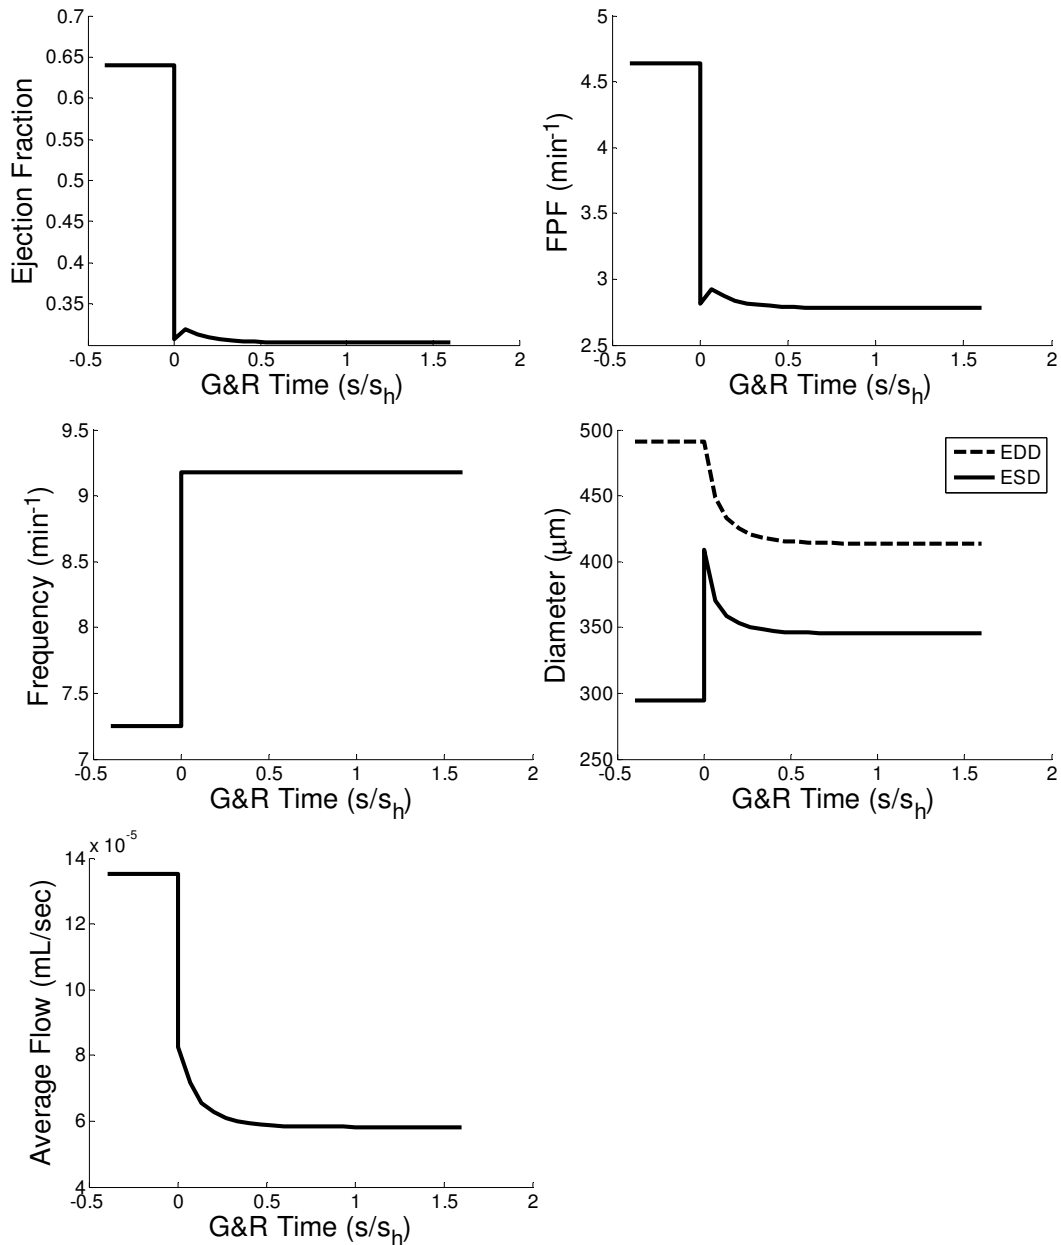 0.7
0.65
0.6
0.55
0.5
0.45
0.4
0.35
Ejection Fraction
-0.5 0 0.5 1 1.5 2
G&R Time (s/s_h)
5
4.5
4
3.5
3
2.5
FPF (min^-1)
-0.5 0 0.5 1 1.5 2
G&R Time (s/s_h)
9.5
9
8.5
8
7.5
7
Frequency (min^-1)
-0.5 0 0.5 1 1.5 2
G&R Time (s/s_h)
500
450
400
350
300
250
Diameter (μm)
EDD
ESD
-0.5 0 0.5 1 1.5 2
G&R Time (s/s_h)
x 10^-5
14
12
10
8
6
4
Average Flow (mL/sec)
-0.5 0 0.5 1 1.5 2
G&R Time (s/s_h)